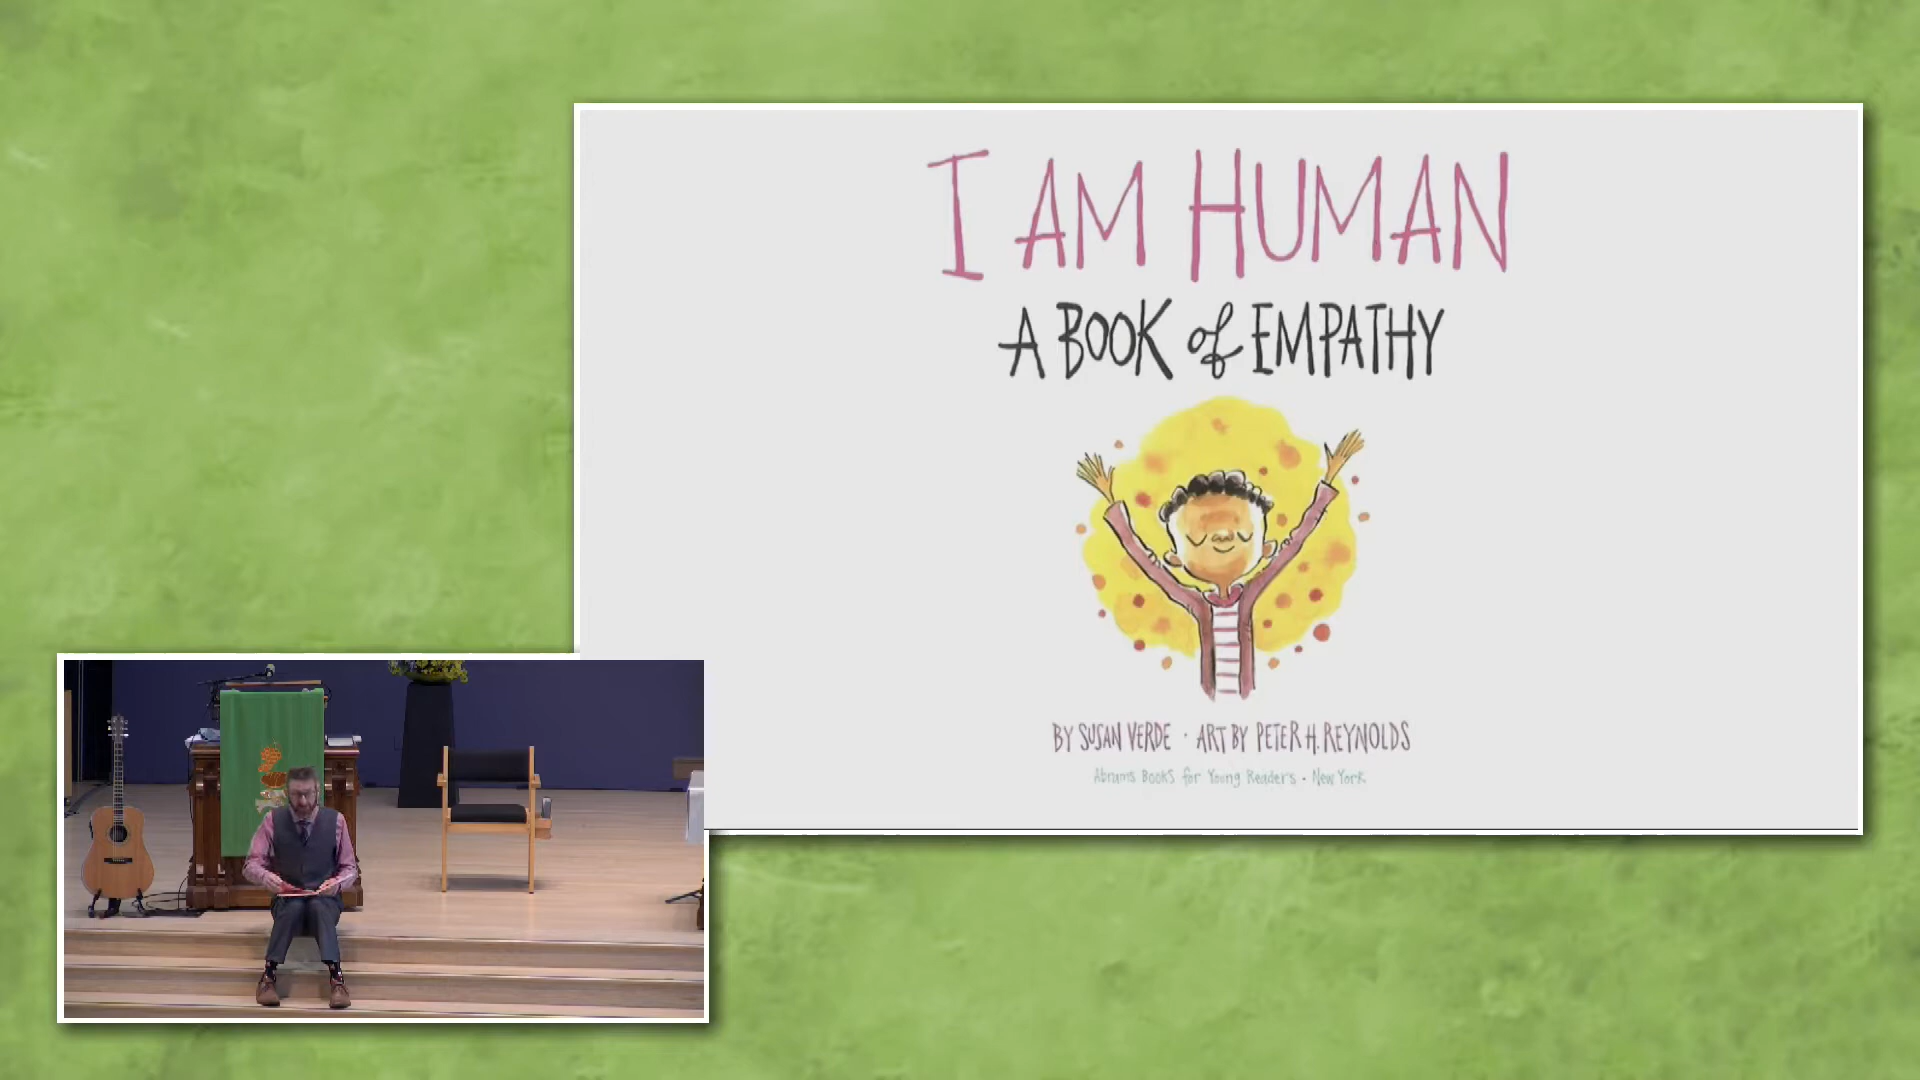 I AM HUMAN
A BOOK of EMPATHY
BY SUSAN VERDE · ART BY PETER H. REYNOLDS
Abrams Books for Young Readers · New York